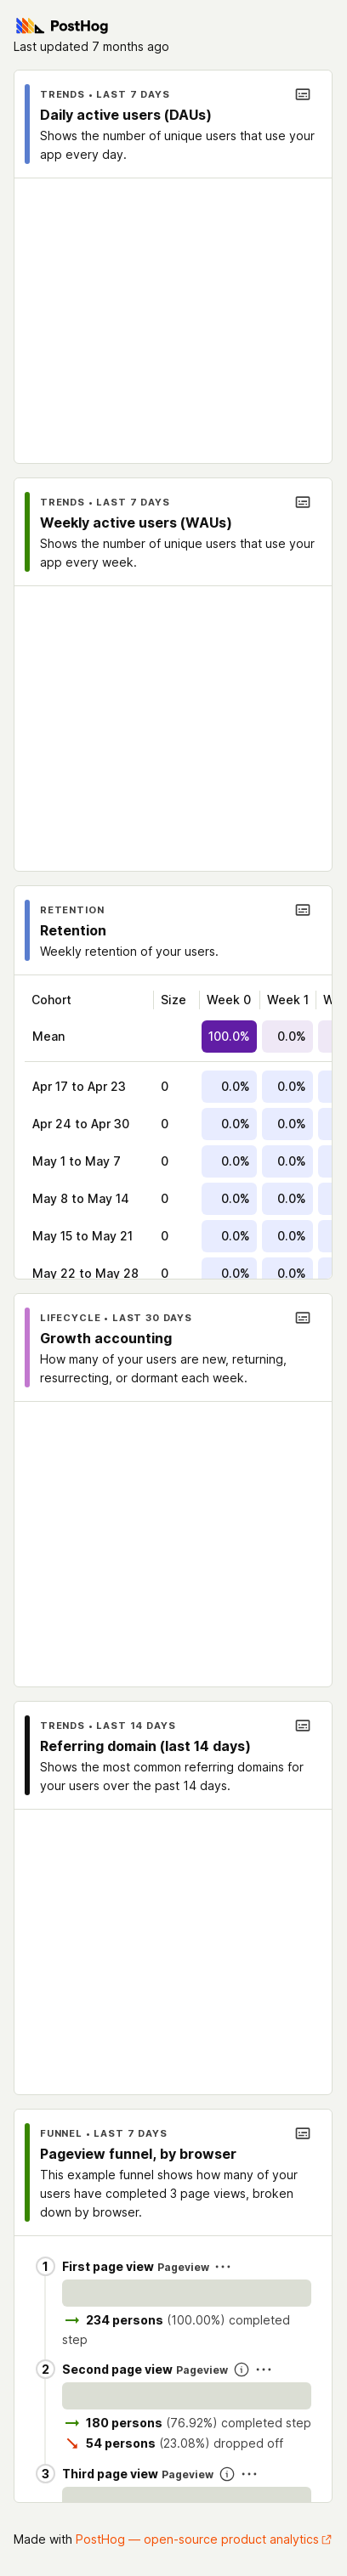 PostHog
Last updated 7 months ago
TRENDS • LAST 7 DAYS
Daily active users (DAUs)
Shows the number of unique users that use your
app every day.
TRENDS • LAST 7 DAYS
Weekly active users (WAUs)
Shows the number of unique users that use your
app every week.
RETENTION
Retention
Weekly retention of your users.
Cohort Size Week 0 Week 1 W
Mean 100.0% 0.0%
Apr 17 to Apr 23 0 0.0% 0.0%
Apr 24 to Apr 30 0 0.0% 0.0%
May 1 to May 7 0 0.0% 0.0%
May 8 to May 14 0 0.0% 0.0%
May 15 to May 21 0 0.0% 0.0%
May 22 to May 28 0 0.0% 0.0%
LIFECYCLE • LAST 30 DAYS
Growth accounting
How many of your users are new, returning,
resurrecting, or dormant each week.
TRENDS • LAST 14 DAYS
Referring domain (last 14 days)
Shows the most common referring domains for
your users over the past 14 days.
FUNNEL • LAST 7 DAYS
Pageview funnel, by browser
This example funnel shows how many of your
users have completed 3 page views, broken
down by browser.
1 First page view Pageview
234 persons (100.00%) completed
step
2 Second page view Pageview
180 persons (76.92%) completed step
54 persons (23.08%) dropped off
3 Third page view Pageview
Made with PostHog — open-source product analytics